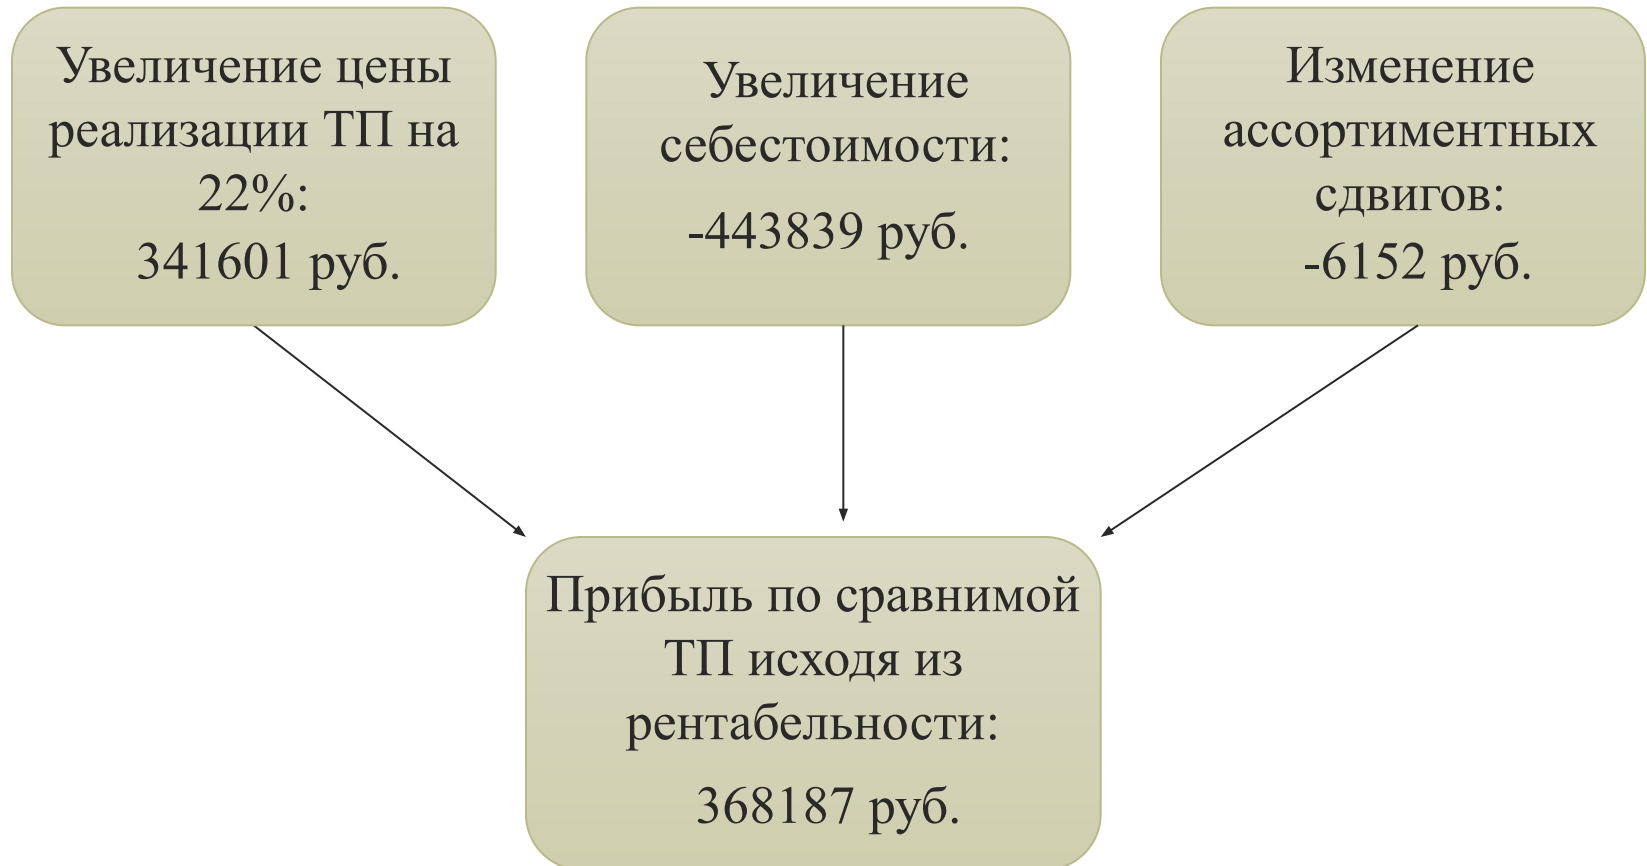 Увеличение цены
реализации ТП на
22%:
341601 руб.
Увеличение
себестоимости:
-443839 руб.
Изменение
ассортиментных
сдвигов:
-6152 руб.
Прибыль по сравнимой
ТП исходя из
рентабельности:
368187 руб.